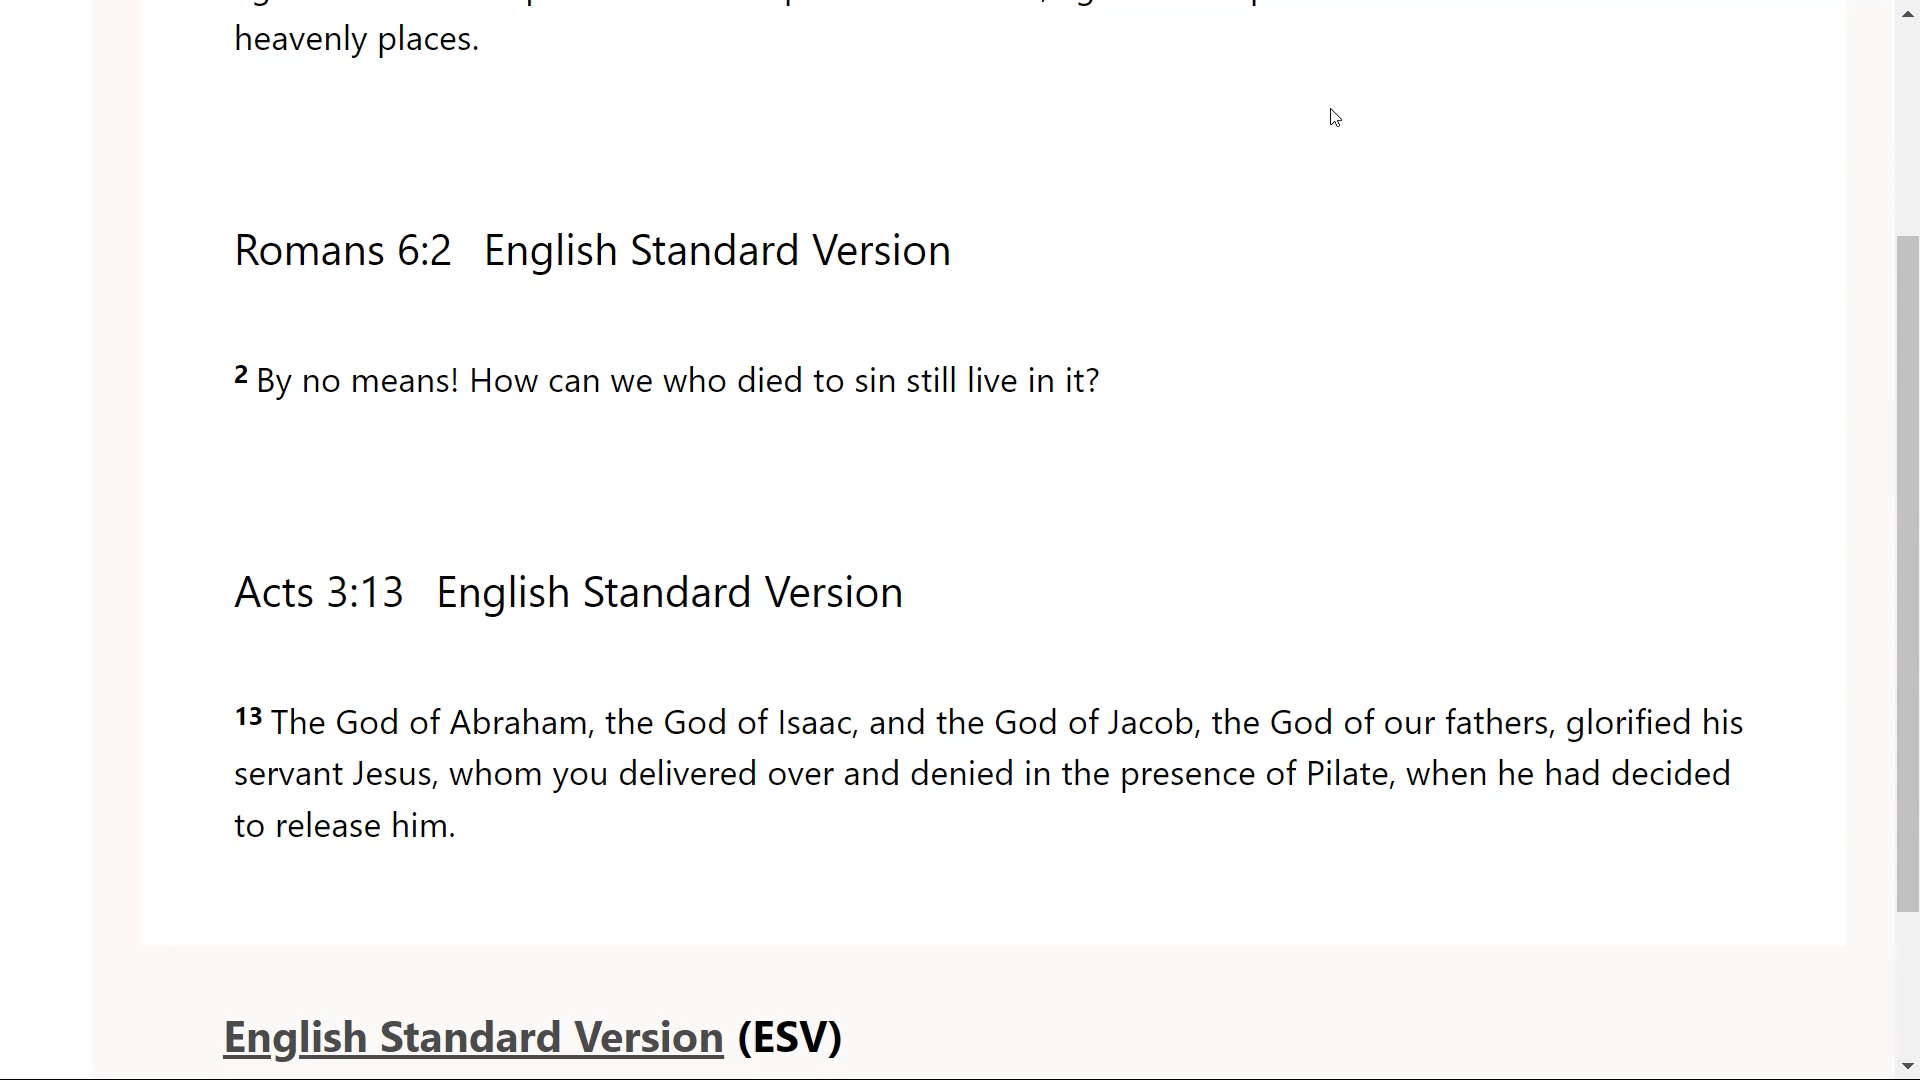 heavenly places.
Romans 6:2 English Standard Version
2 By no means! How can we who died to sin still live in it?
Acts 3:13 English Standard Version
13 The God of Abraham, the God of Isaac, and the God of Jacob, the God of our fathers, glorified his
servant Jesus, whom you delivered over and denied in the presence of Pilate, when he had decided
to release him.
English Standard Version (ESV)